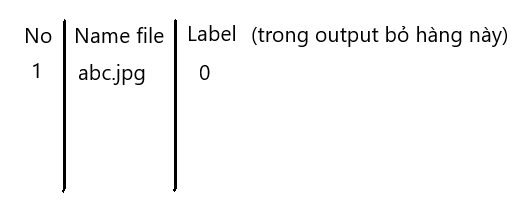 No Name file Label (trong output bỏ hàng này)
1 abc.jpg 0